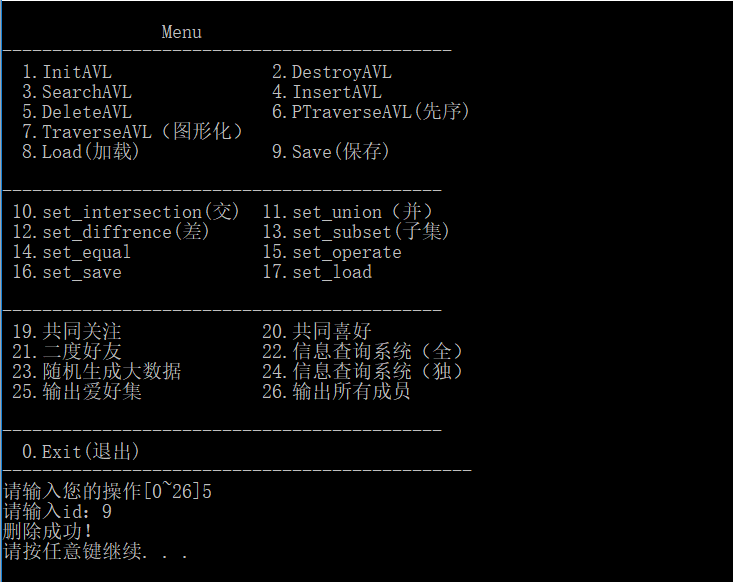 Menu
--------------------------------------------
1.InitAVL 2.DestroyAVL
3.SearchAVL 4.InsertAVL
5.DeleteAVL 6.PTraverseAVL(先序)
7.TraverseAVL（图形化）
8.Load(加载) 9.Save(保存)
--------------------------------------------
10.set_intersection(交) 11.set_union（并）
12.set_diffrence(差) 13.set_subset(子集)
14.set_equal 15.set_operate
16.set_save 17.set_load
--------------------------------------------
19.共同关注 20.共同喜好
21.二度好友 22.信息查询系统（全）
23.随机生成大数据 24.信息查询系统（独）
25.输出爱好集 26.输出所有成员
--------------------------------------------
0.Exit(退出)
-----------------------------------------------
请输入您的操作[0~26]5
请输入id：9
删除成功!
请按任意键继续. . .